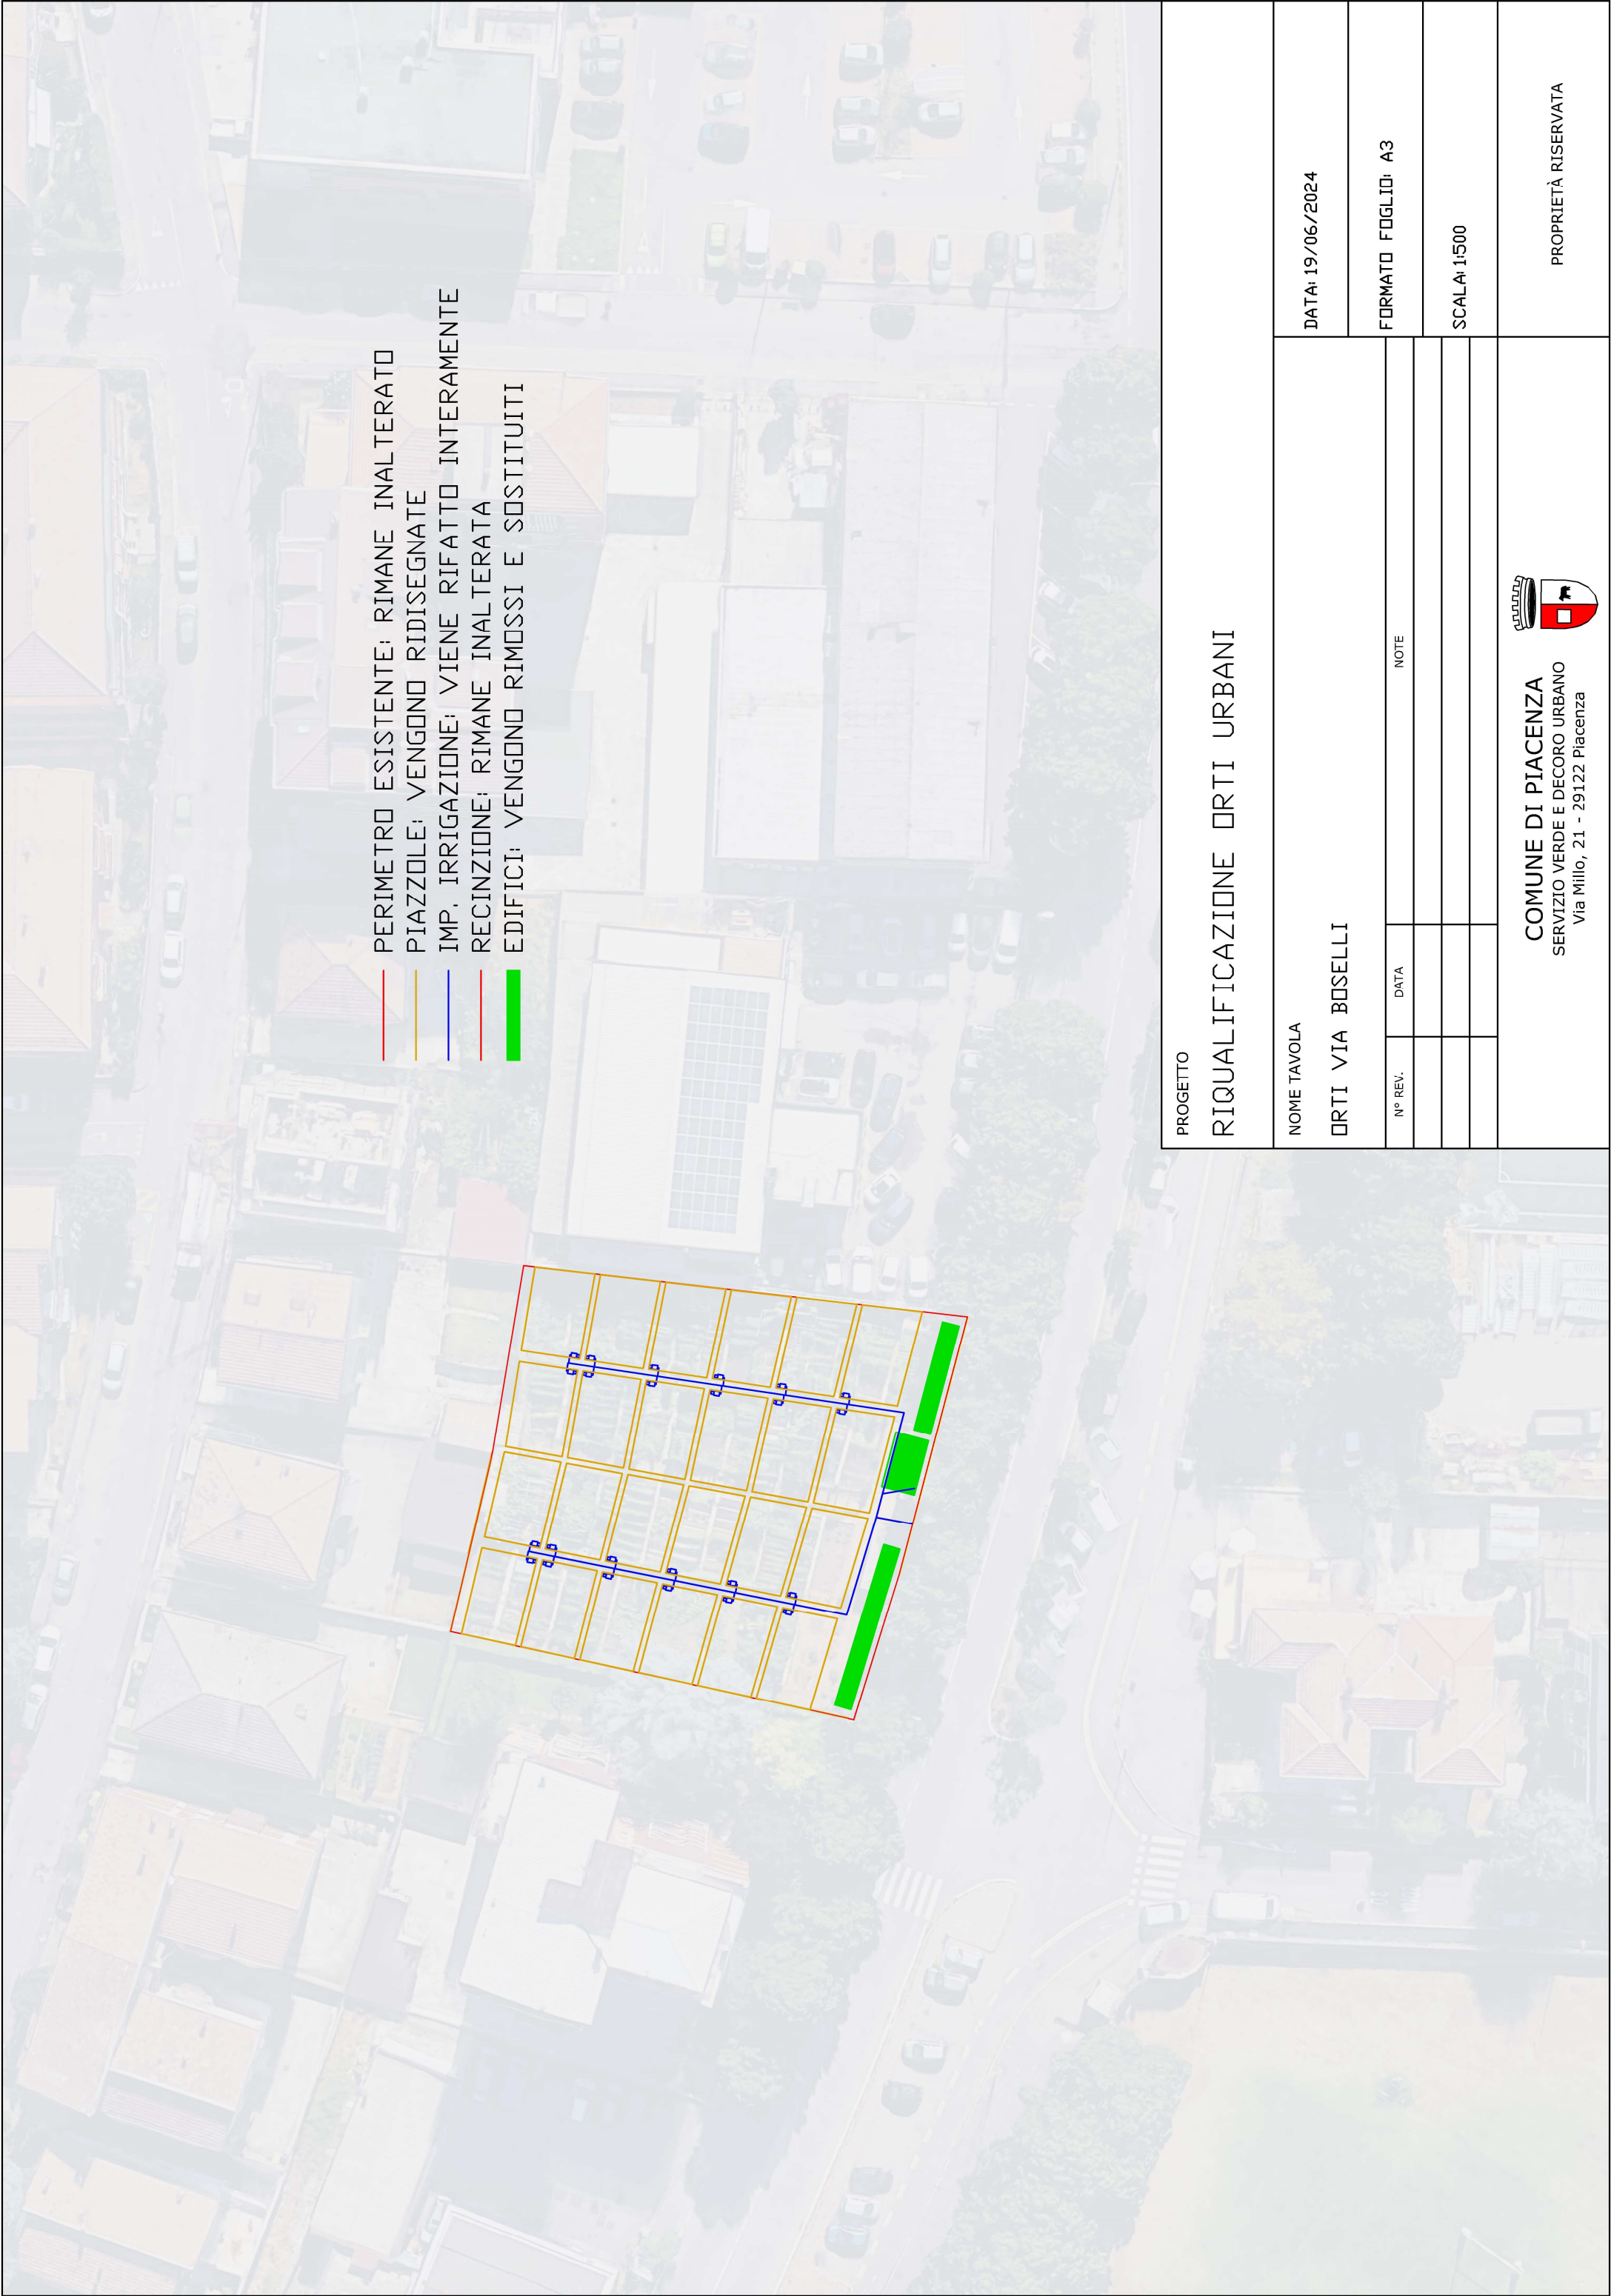 PERIMETRO ESISTENTE: RIMANE INALTERATO
PIAZZOLE: VENGONO RIDISEGNATE
IMP. IRRIGAZIONE: VIENE RIFATTO INTERAMENTE
RECINZIONE: RIMANE INALTERATA
EDIFICI: VENGONO RIMOSSI E SOSTITUITI
PROGETTO
RIQUALIFICAZIONE ORTI URBANI
NOME TAVOLA
ORTI VIA BOSELLI
DATA: 19/06/2024
FORMATO FOGLIO: A3
SCALA: 1:500
N° REV.
DATA
NOTE
COMUNE DI PIACENZA
SERVIZIO VERDE E DECORO URBANO
Via Millo, 21 - 29122 Piacenza
PROPRIETÀ RISERVATA